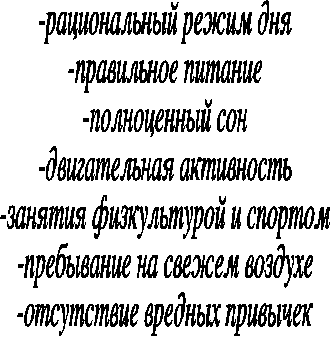 -рациональный режим дня
-правильное питание
-полноценный сон
-двигательная активность
-занятия физкультурой и спортом
-пребывание на свежем воздухе
-отсутствие вредных привычек